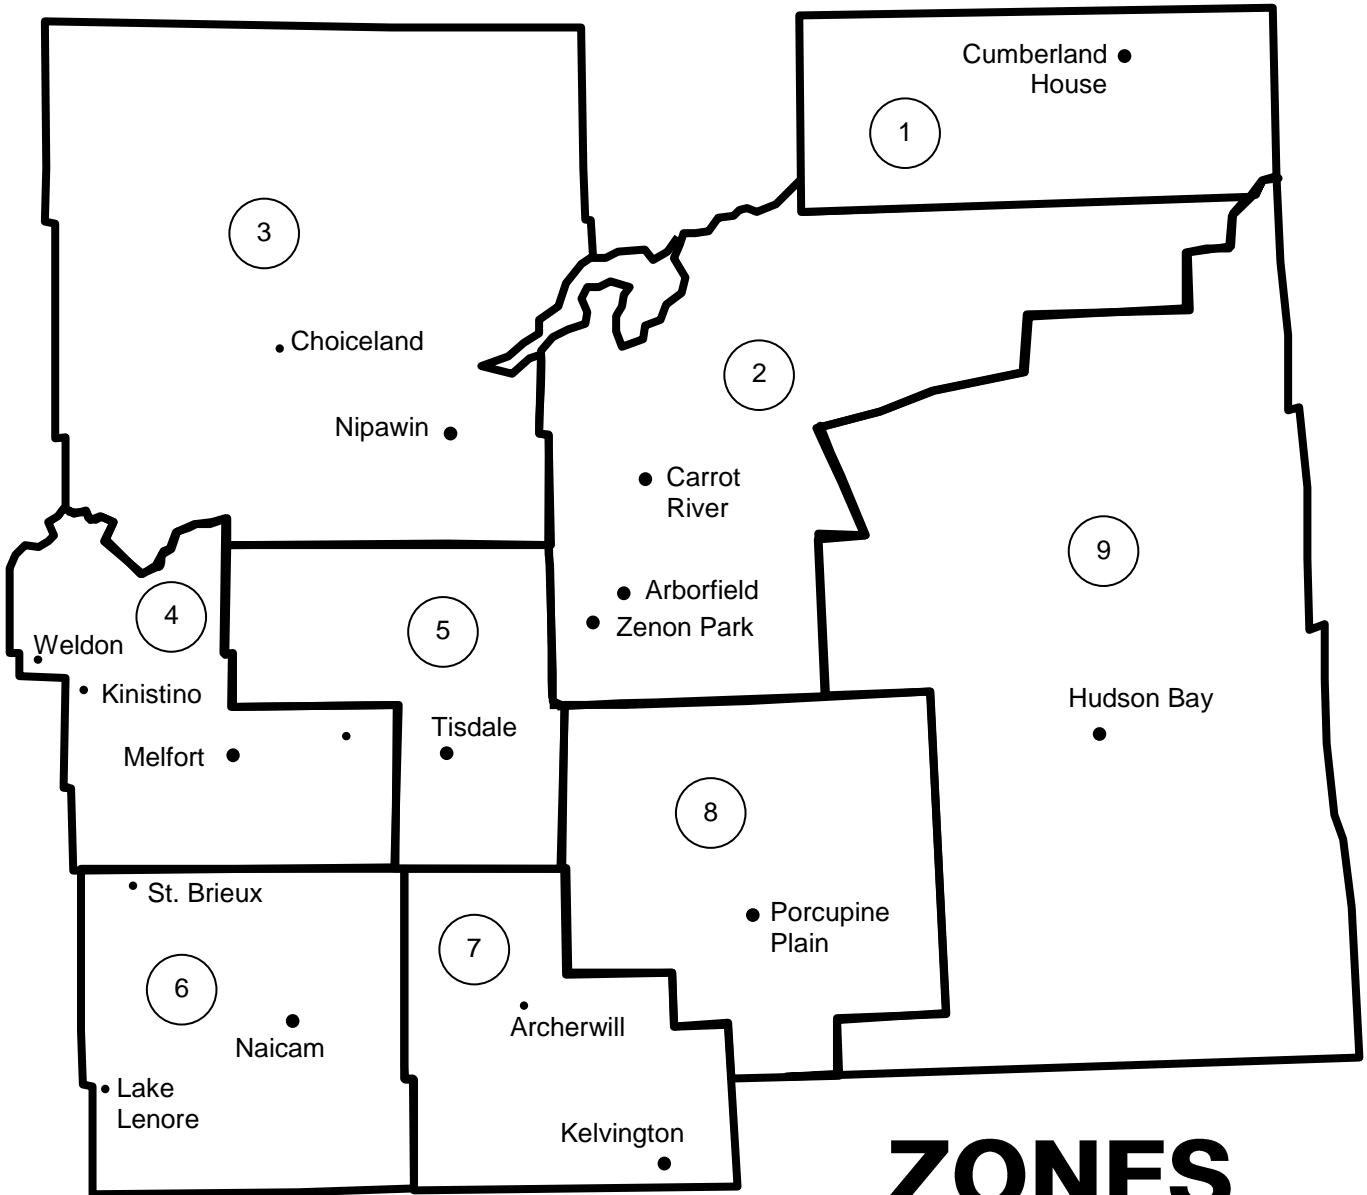 Cumberland
House
1
3
Choiceland
2
Nipawin
Carrot
River
9
4
5
Arborfield
Zenon Park
Weldon
Kinistino
Hudson Bay
Tisdale
Melfort
8
St. Brieux
Porcupine
Plain
7
6
Archerwill
Naicam
Lake
Lenore
Kelvington
ZONES